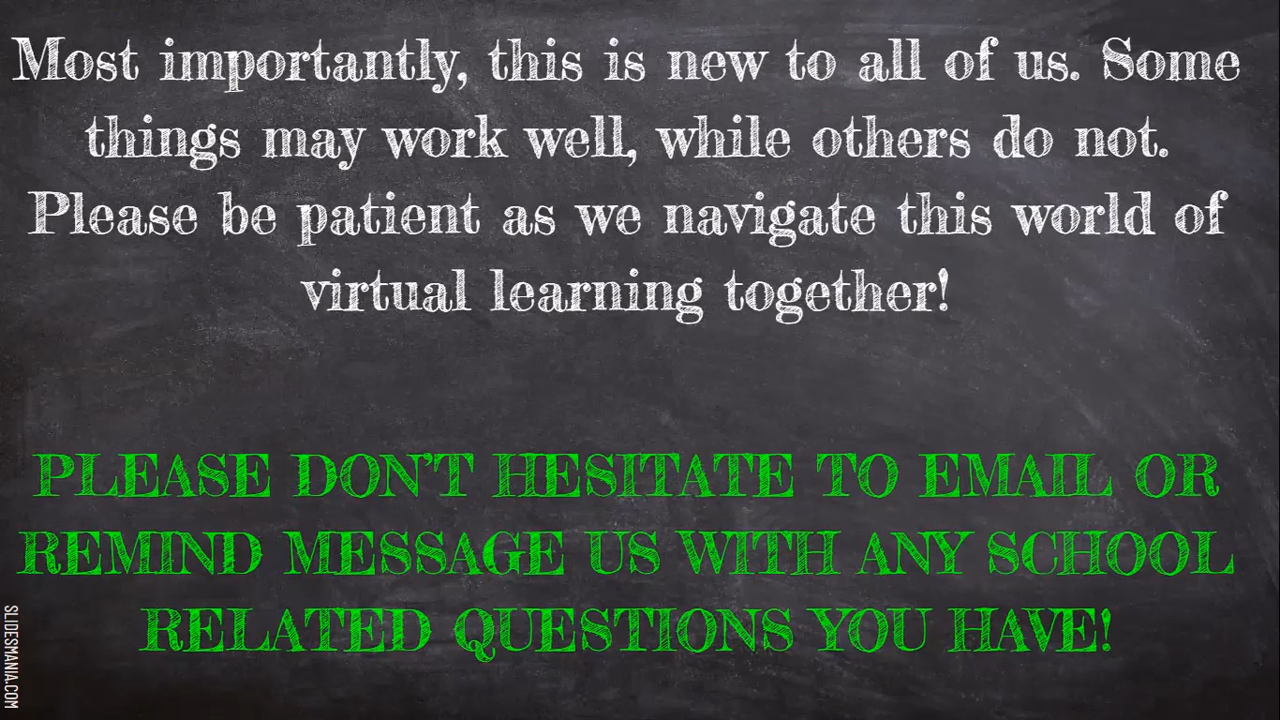 Most importantly, this is new to all of us. Some
things may work well, while others do not.
Please be patient as we navigate this world of
virtual learning together!
PLEASE DON'T HESITATE TO EMAIL OR
REMIND MESSAGE US WITH ANY SCHOOL
RELATED QUESTIONS YOU HAVE!
SLIDESMANIA.COM